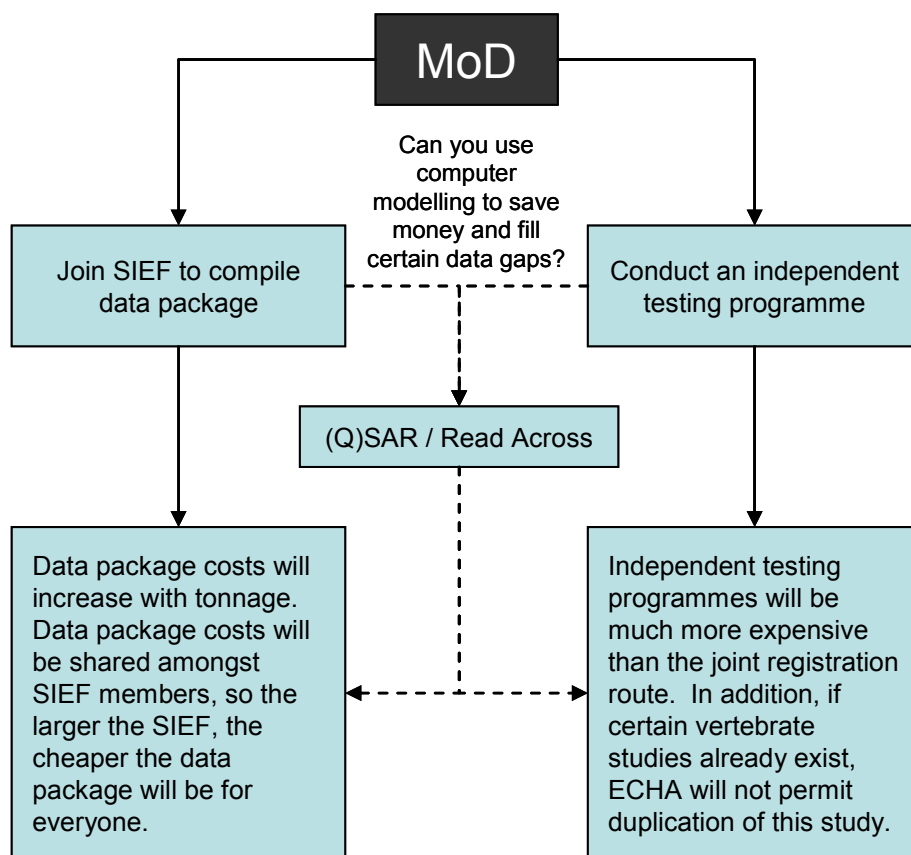 MoD
Can you use
computer
modelling to save
money and fill
certain data gaps?
Join SIEF to compile
data package
Conduct an independent
testing programme
(Q)SAR / Read Across
Data package costs will
increase with tonnage.
Data package costs will
be shared amongst
SIEF members, so the
larger the SIEF, the
cheaper the data
package will be for
everyone.
Independent testing
programmes will be
much more expensive
than the joint registration
route.  In addition, if
certain vertebrate
studies already exist,
ECHA will not permit
duplication of this study.